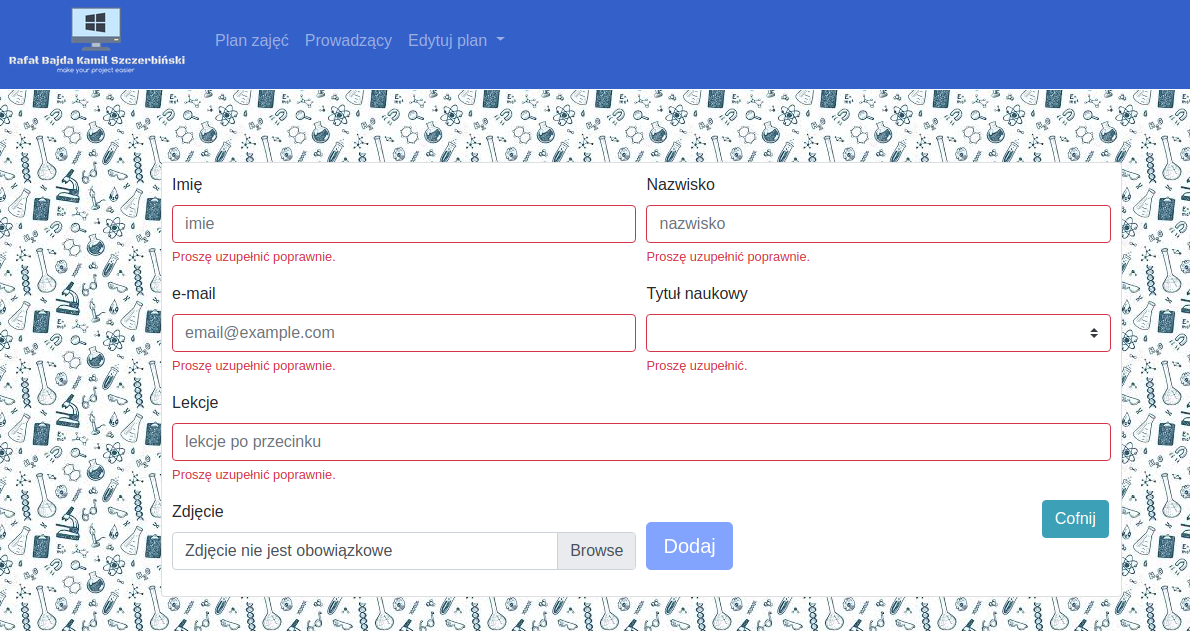 Rafał Bajda Kamil Szczerbiński
make your project easier
Plan zajęć Prowadzący Edytuj plan
Imię Nazwisko
imie nazwisko
Proszę uzupełnić poprawnie. Proszę uzupełnić poprawnie.
e-mail Tytuł naukowy
email@example.com
Proszę uzupełnić poprawnie. Proszę uzupełnić.
Lekcje
lekcje po przecinku
Proszę uzupełnić poprawnie.
Zdjęcie Cofnij
Zdjęcie nie jest obowiązkowe Browse Dodaj